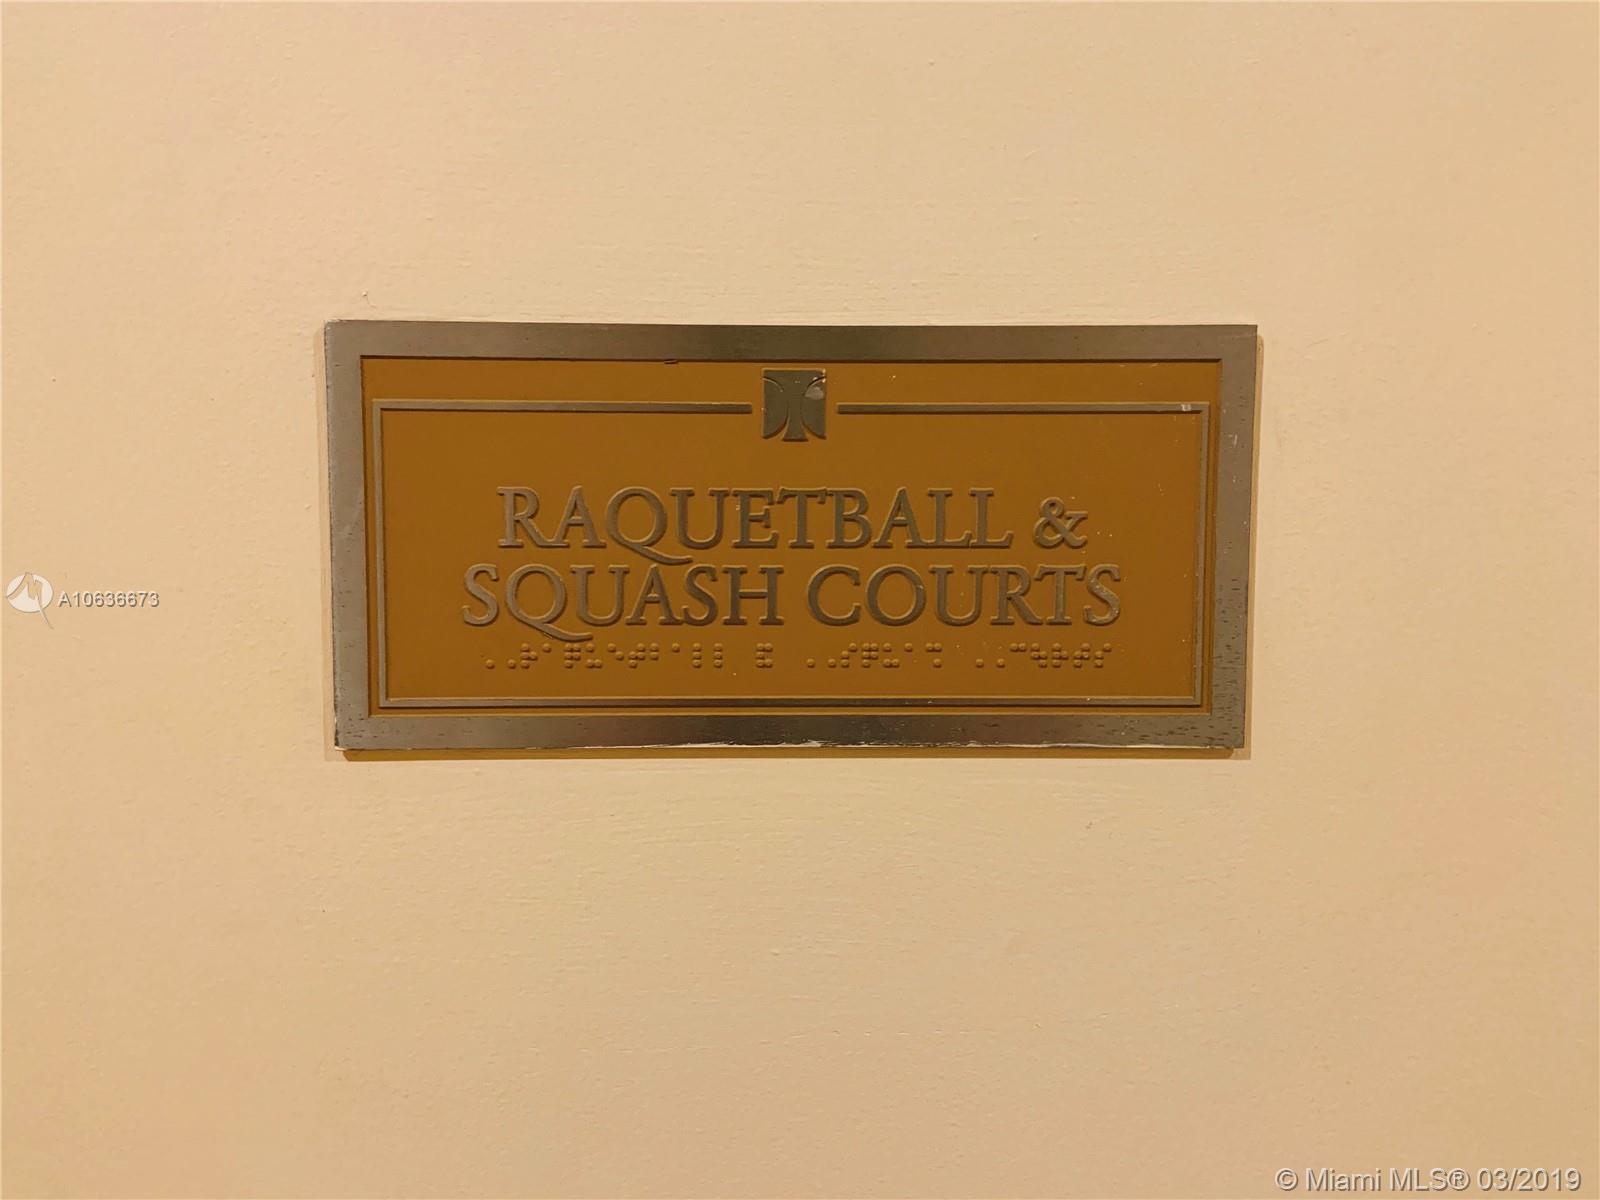 RAQUETBALL &
SQUASH COURTS
A10636673
© Miami MLS® 03/2019